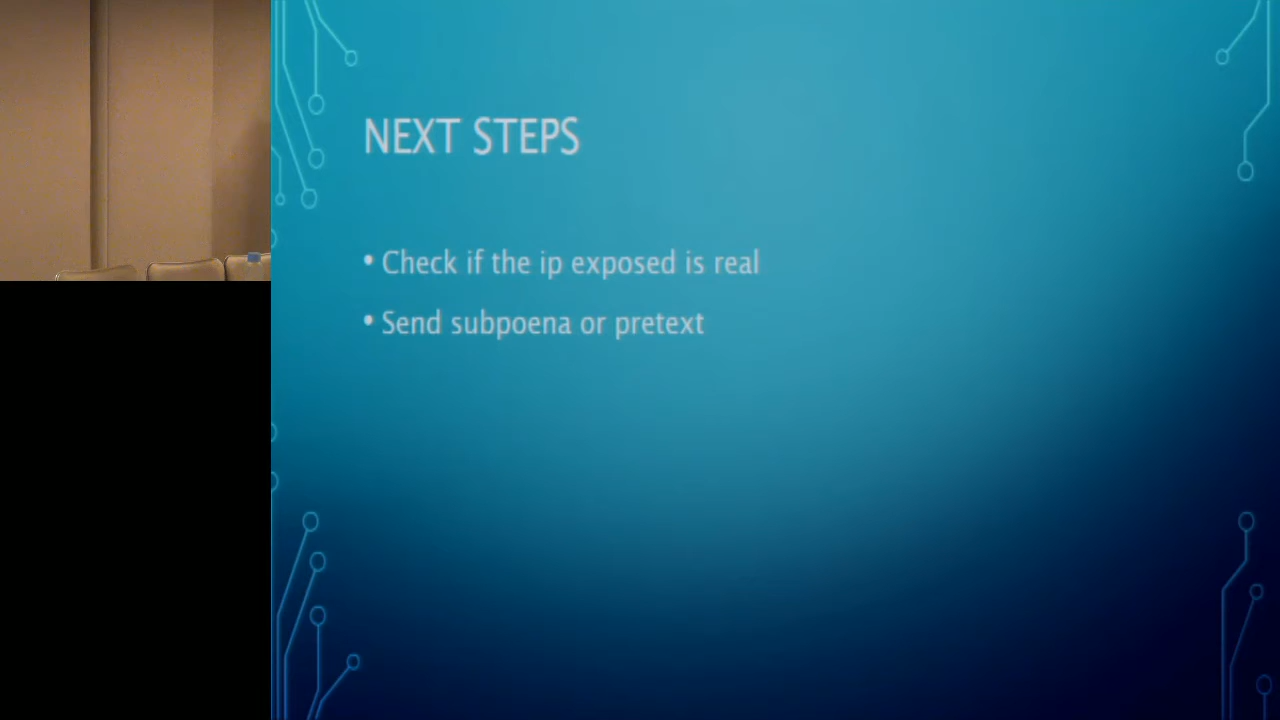 NEXT STEPS
• Check if the ip exposed is real
• Send subpoena or pretext